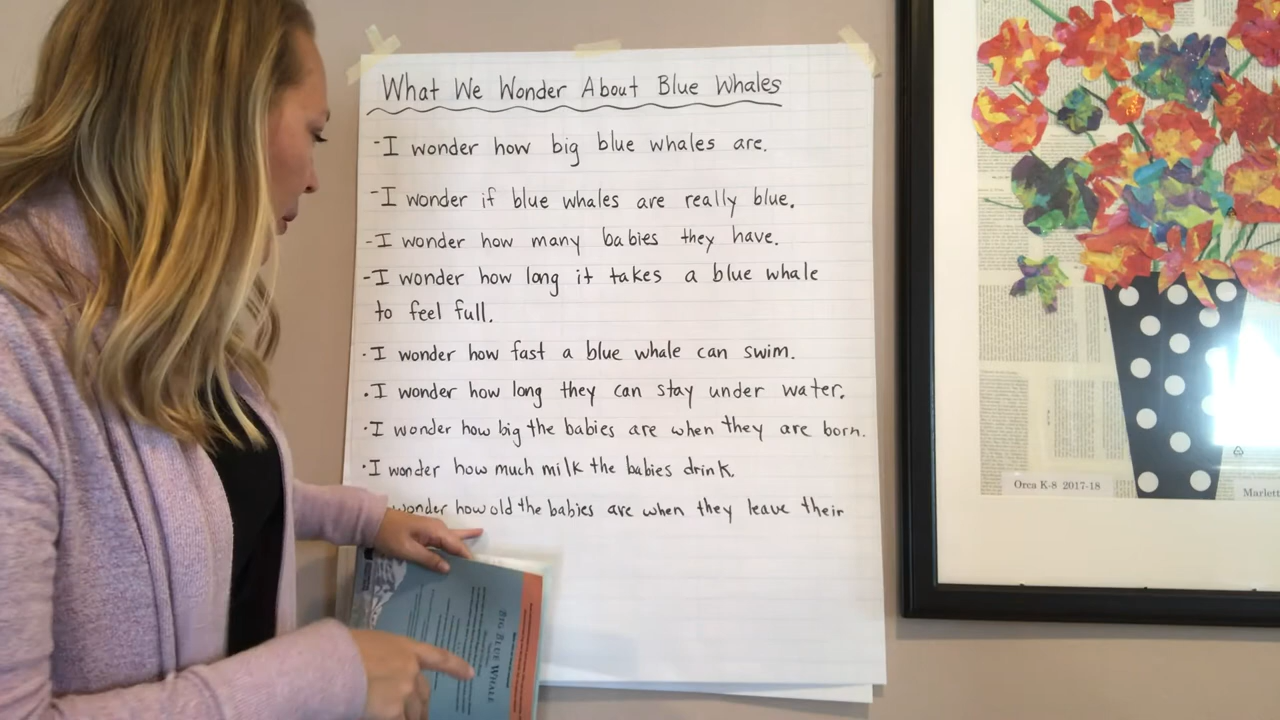 What We Wonder About Blue Whales
-I wonder how big blue whales are.
-I wonder if blue whales are really blue.
-I wonder how many babies they have.
-I wonder how long it takes a blue whale
to feel full.
·I wonder how fast a blue whale can swim.
·I wonder how long they can stay under water.
·I wonder how big the babies are when they are born.
·I wonder how much milk the babies drink.
wonder how old the babies are when they leave their
BIG BLUE WHALE
Orca K-8 2017-18
Marlett